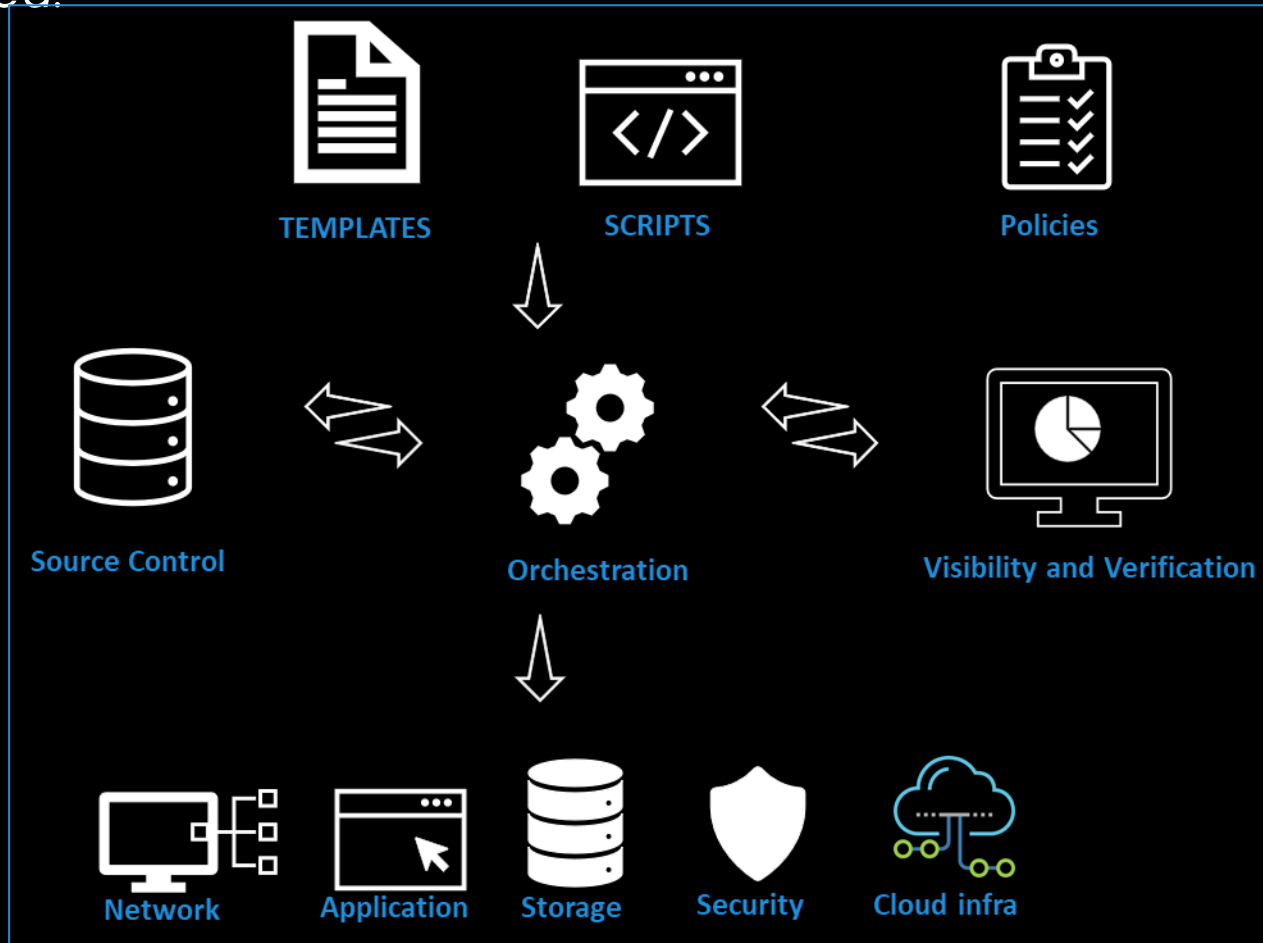 TEMPLATES
SCRIPTS
Policies
Source Control
Orchestration
Visibility and Verification
Network
Application
Storage
Security
Cloud infra